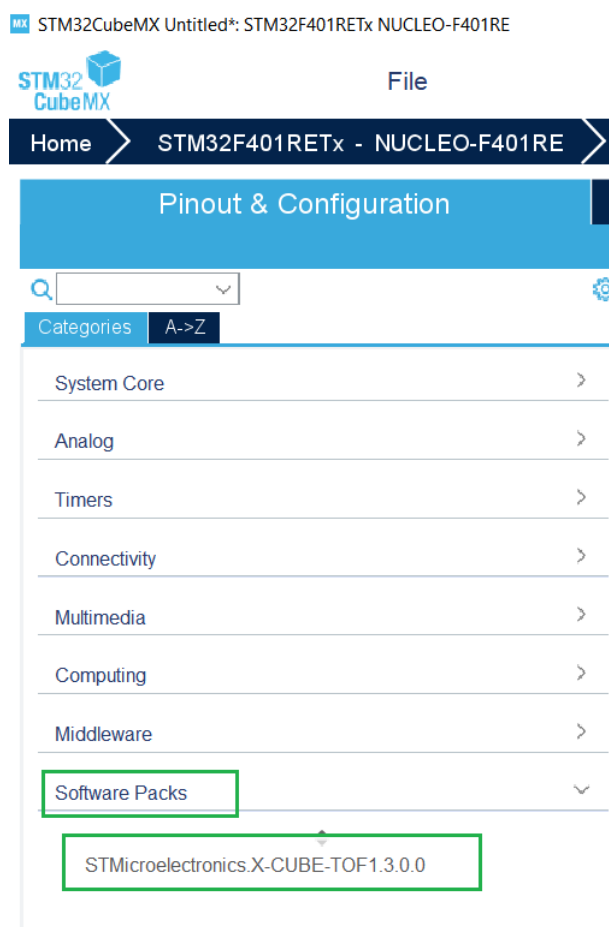 MX STM32CubeMX Untitled*: STM32F401RETx NUCLEO-F401RE
STM32
CubeMX
File
Home
STM32F401RETx - NUCLEO-F401RE
Pinout & Configuration
Categories
A->Z
System Core
Analog
Timers
Connectivity
Multimedia
Computing
Middleware
Software Packs
STMicroelectronics.X-CUBE-TOF1.3.0.0